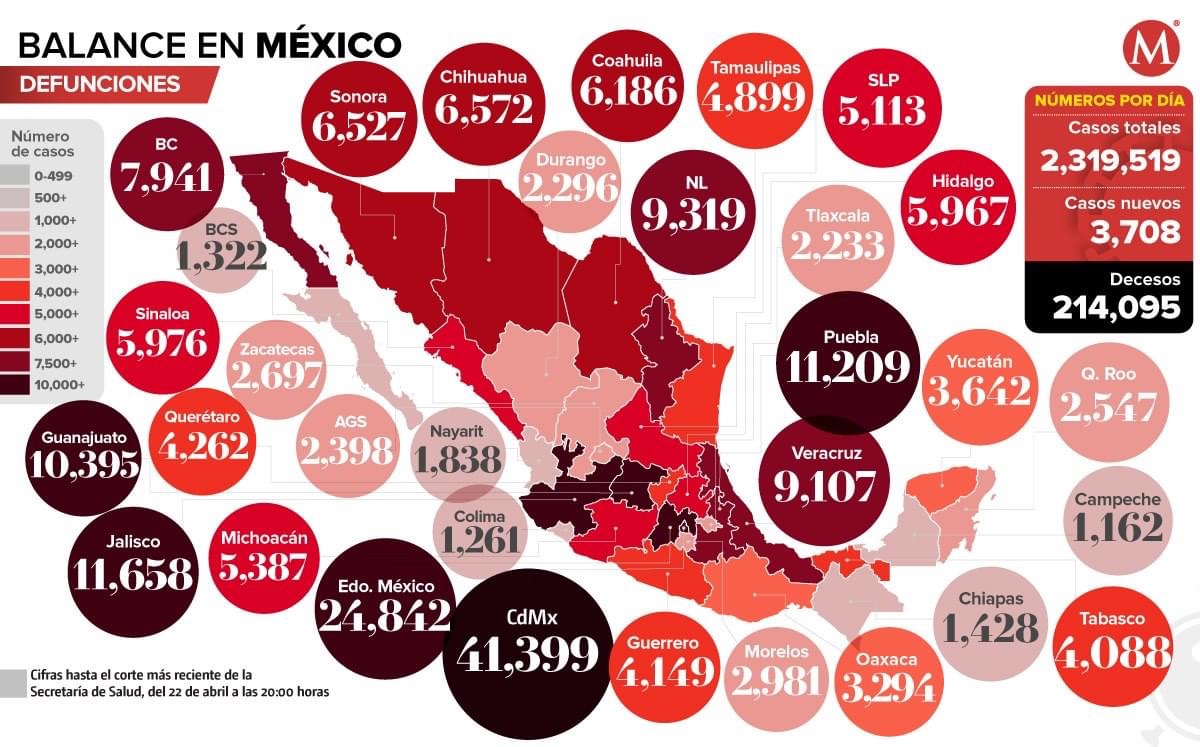 BALANCE EN MÉXICO
DEFUNCIONES
M®
Número
de casos
0-499
500+
1,000+
2,000+
3,000+
4,000+
5,000+
6,000+
7,500+
10,000+
NÚMEROS POR DÍA
Casos totales
2,319,519
Casos nuevos
3,708
Decesos
214,095
BC
7,941
Sonora
6,527
Chihuahua
6,572
Coahuila
6,186
Tamaulipas
4,899
SLP
5,113
Durango
2,296
NL
9,319
Tlaxcala
2,233
Hidalgo
5,967
BCS
1,322
Sinaloa
5,976
Zacatecas
2,697
Puebla
11,209
Yucatán
3,642
Q. Roo
2,547
Guanajuato
10,395
Querétaro
4,262
AGS
2,398
Nayarit
1,838
Veracruz
9,107
Campeche
1,162
Colima
1,261
Jalisco
11,658
Michoacán
5,387
Edo. México
24,842
CdMx
41,399
Guerrero
4,149
Morelos
2,981
Oaxaca
3,294
Chiapas
1,428
Tabasco
4,088
Cifras hasta el corte más reciente de la
Secretaría de Salud, del 22 de abril a las 20:00 horas